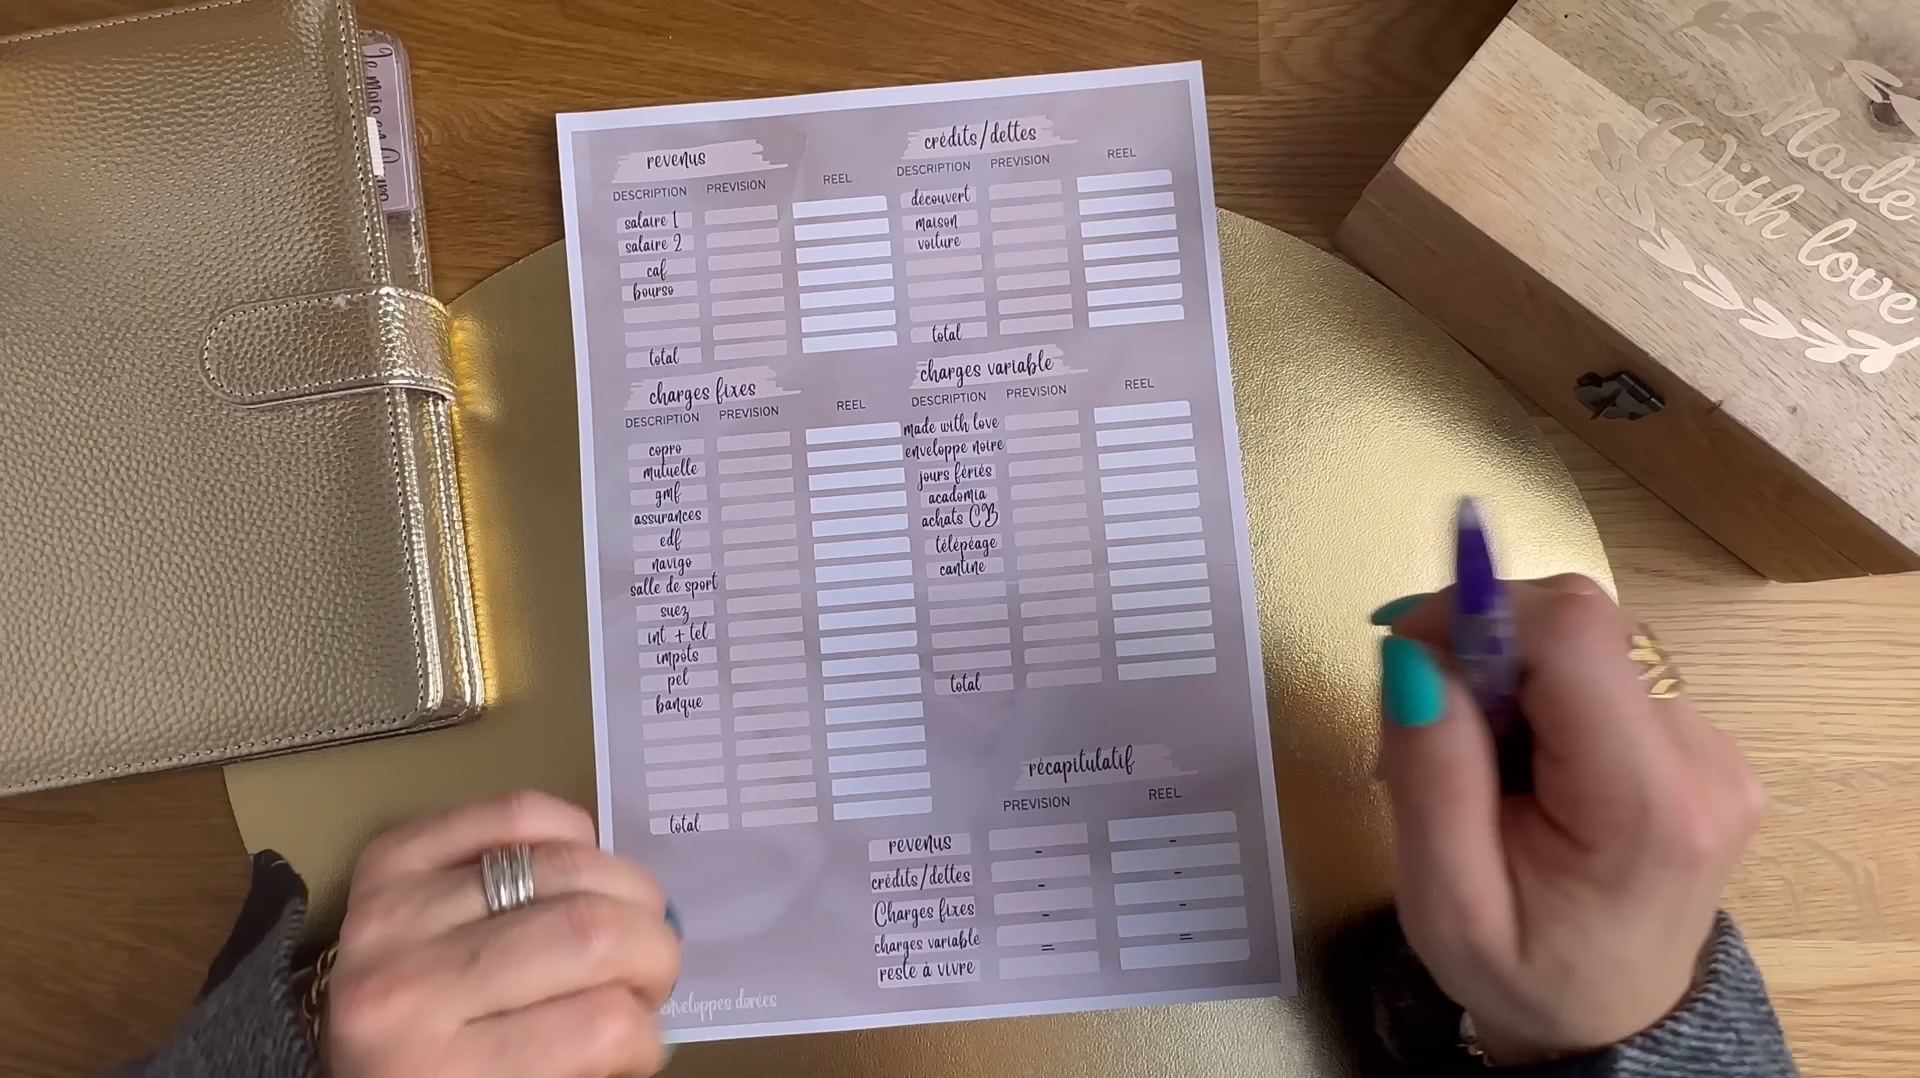 Je mois
revenus
DESCRIPTION PREVISION REEL
salaire 1
salaire 2
caf
bourso
total
crédits/dettes
DESCRIPTION PREVISION REEL
découvert
maison
voiture
total
charges fixes
DESCRIPTION PREVISION REEL
copro
mutuelle
gmf
assurances
edf
navigo
salle de sport
suez
int + tel
impôts
pel
banque
total
charges variable
DESCRIPTION PREVISION REEL
made with love
enveloppe noire
jours fériés
acadomia
achats CB
télépéage
cantine
total
récapitulatif
PREVISION REEL
revenus
- -
crédits/dettes
- -
Charges fixes
- -
charges variable
= =
reste à vivre
enveloppes dorées
Made
With love